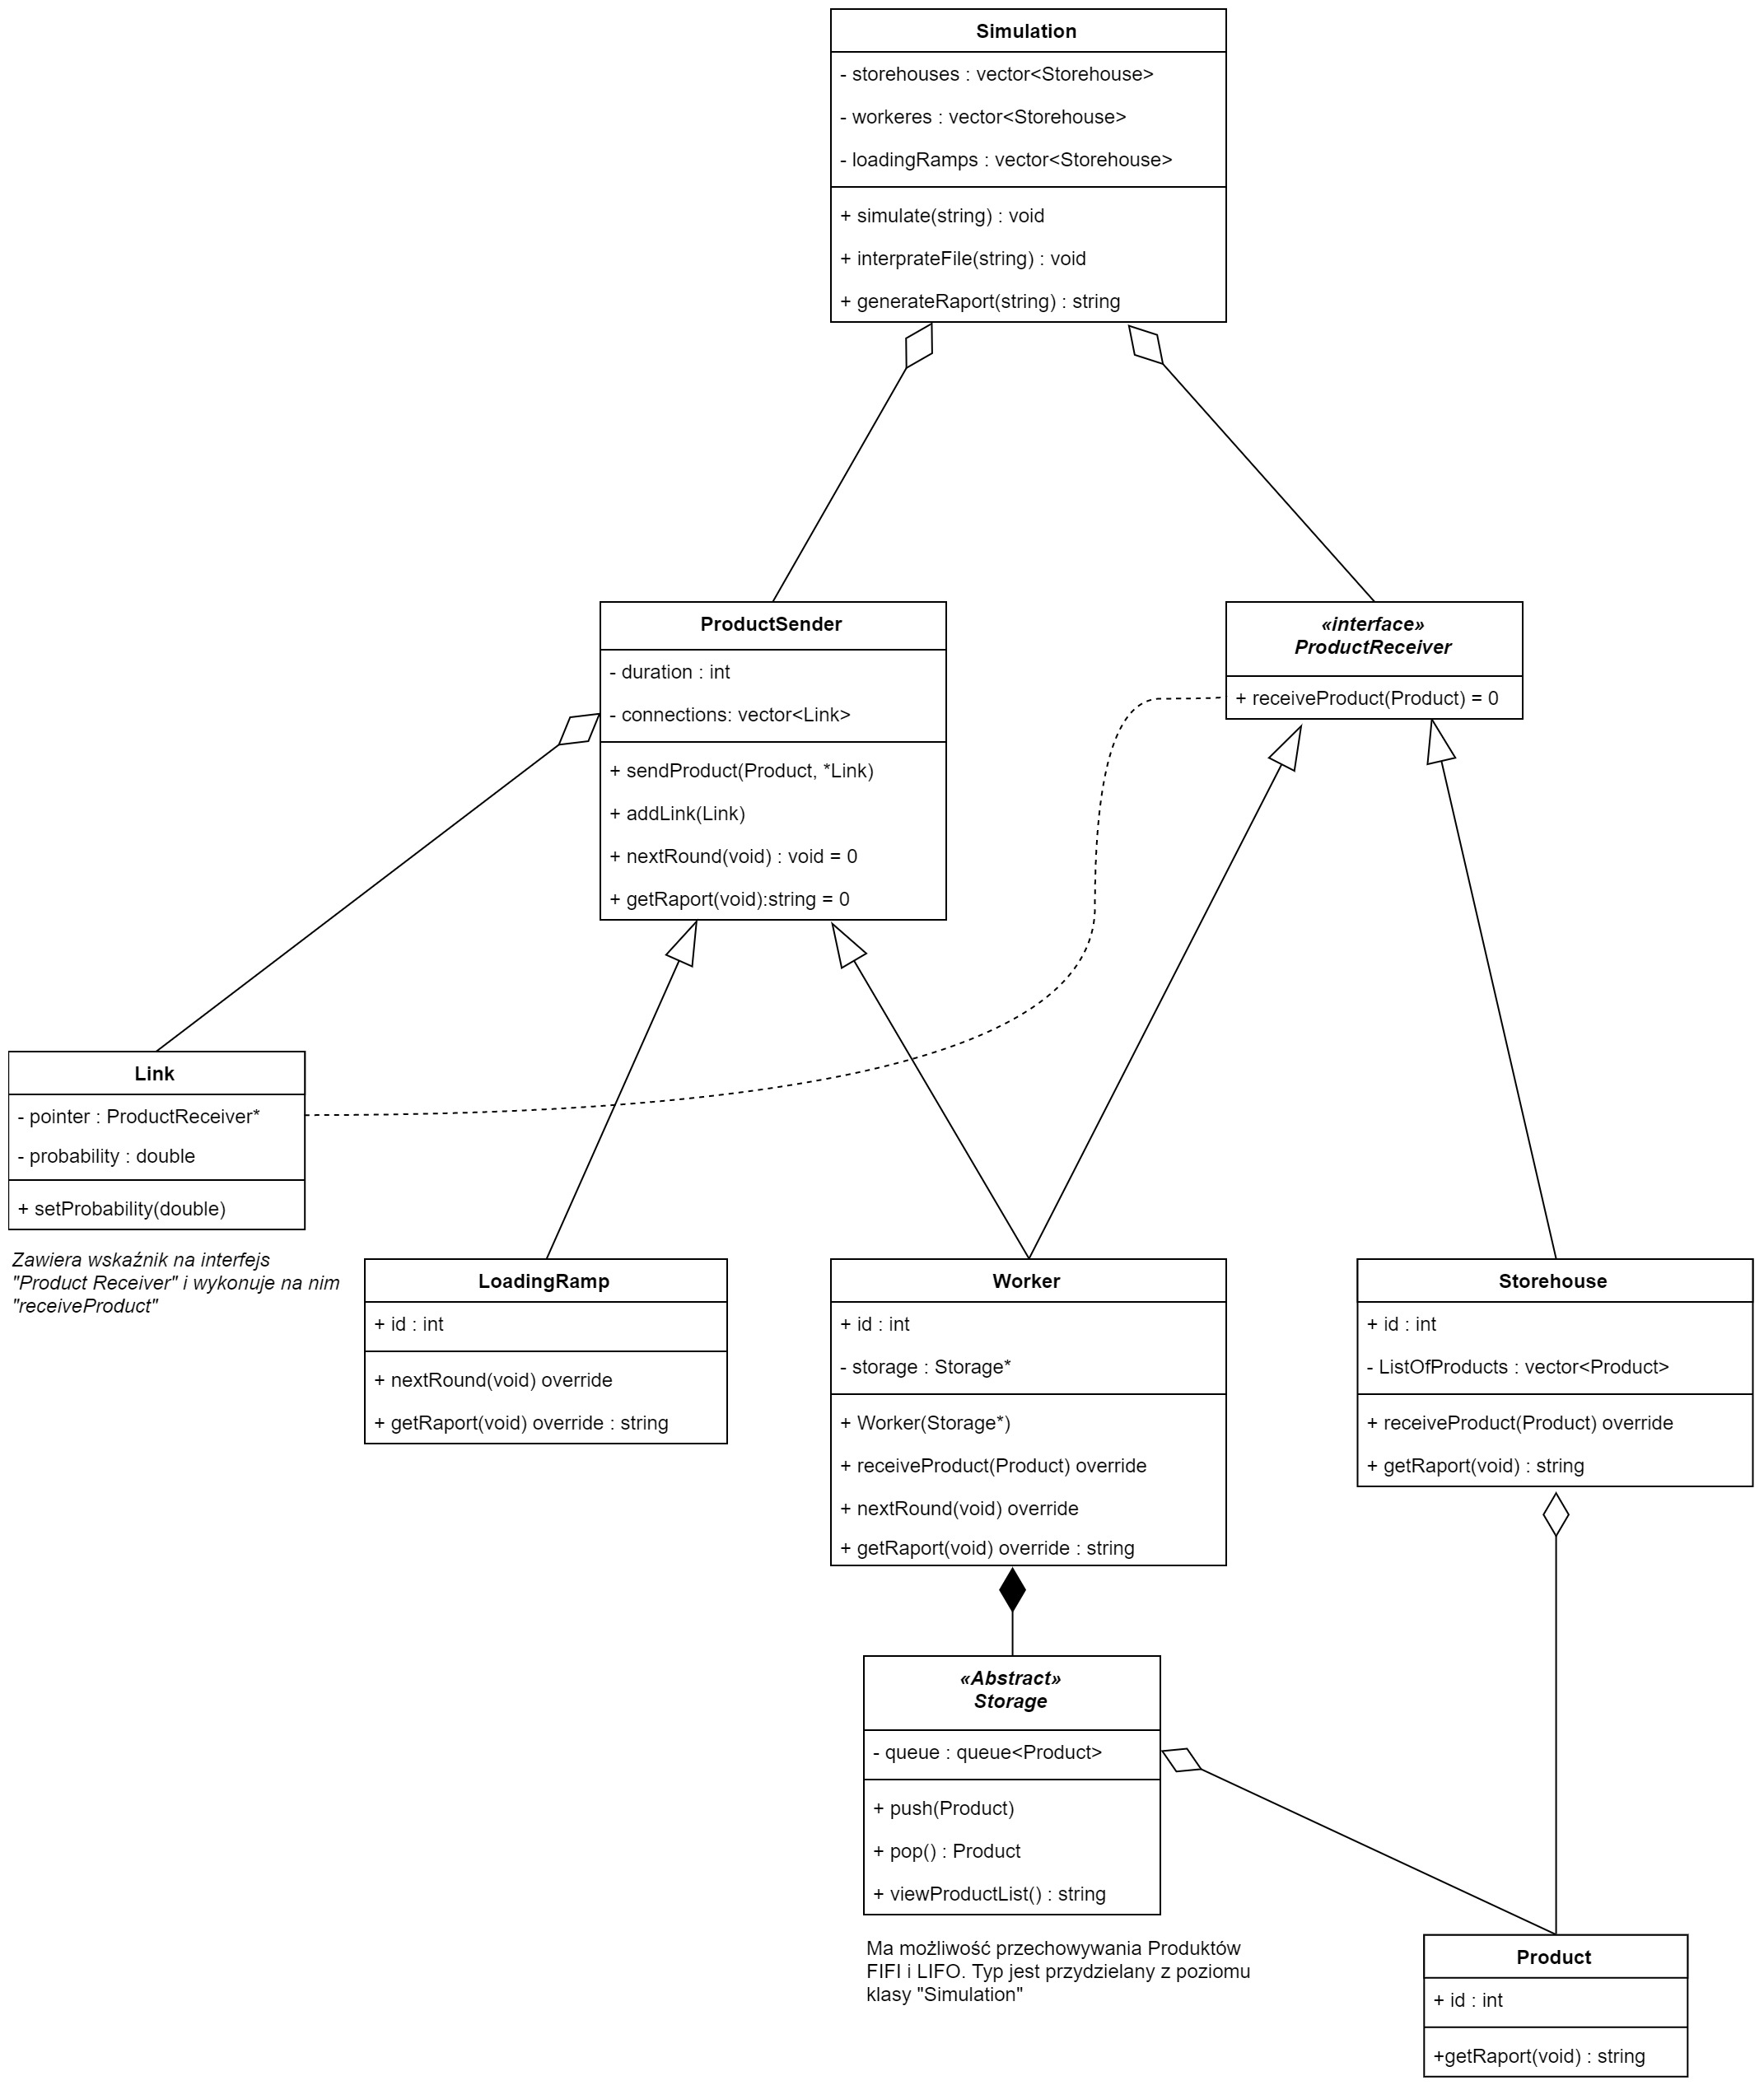 Simulation
- storehouses : vector<Storehouse>
- workeres : vector<Storehouse>
- loadingRamps : vector<Storehouse>
+ simulate(string) : void
+ interprateFile(string) : void
+ generateRaport(string) : string
ProductSender
- duration : int
- connections: vector<Link>
+ sendProduct(Product, *Link)
+ addLink(Link)
+ nextRound(void) : void = 0
+ getRaport(void):string = 0
«interface»
ProductReceiver
+ receiveProduct(Product) = 0
Link
- pointer : ProductReceiver*
- probability : double
+ setProbability(double)
Zawiera wskaźnik na interfejs
"Product Receiver" i wykonuje na nim
"receiveProduct"
LoadingRamp
+ id : int
+ nextRound(void) override
+ getRaport(void) override : string
Worker
+ id : int
- storage : Storage*
+ Worker(Storage*)
+ receiveProduct(Product) override
+ nextRound(void) override
+ getRaport(void) override : string
Storehouse
+ id : int
- ListOfProducts : vector<Product>
+ receiveProduct(Product) override
+ getRaport(void) : string
«Abstract»
Storage
- queue : queue<Product>
+ push(Product)
+ pop() : Product
+ viewProductList() : string
Ma możliwość przechowywania Produktów
FIFI i LIFO. Typ jest przydzielany z poziomu
klasy "Simulation"
Product
+ id : int
+getRaport(void) : string